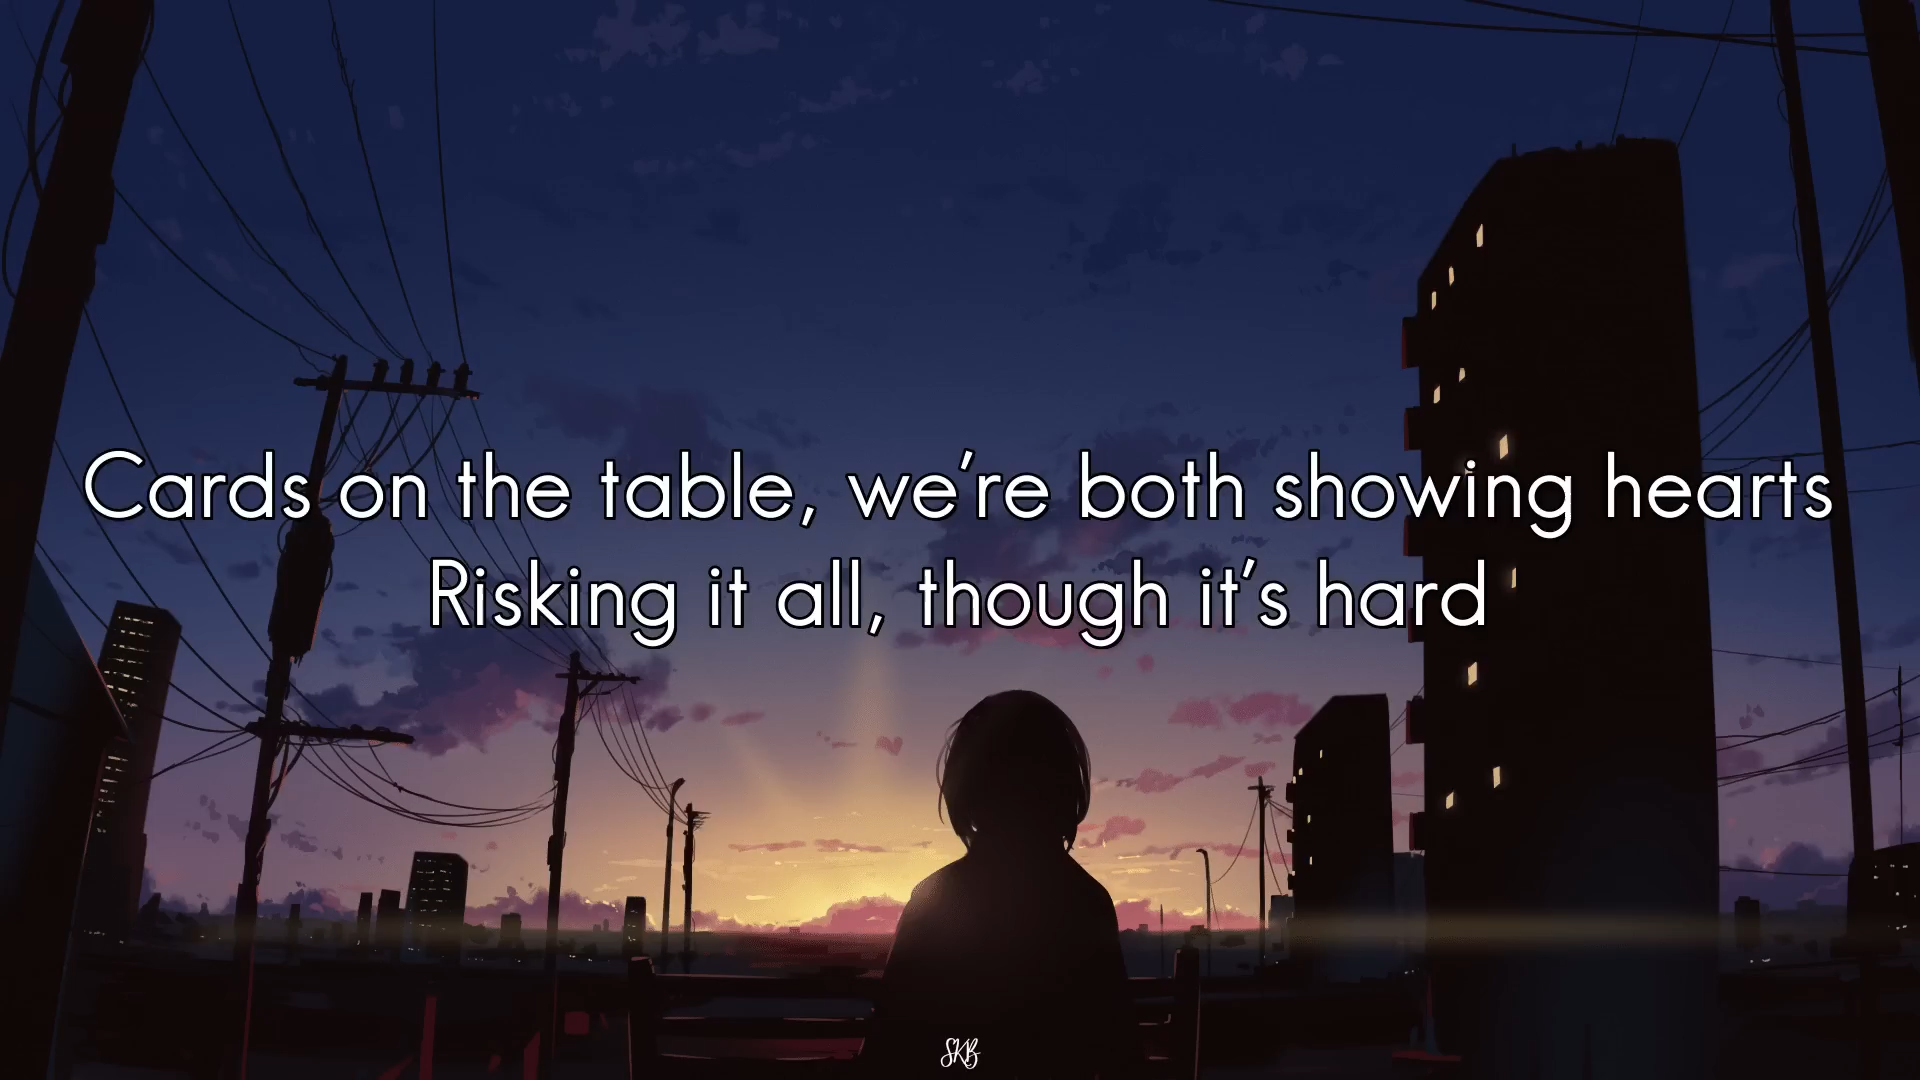 Cards on the table, we're both showing hearts
Risking it all, though it's hard
SKB